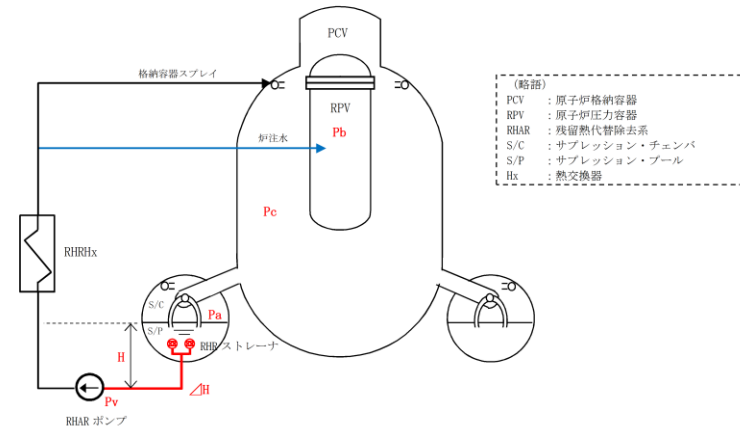 PCV
格納容器スプレイ
RPV
Pb
炉注水
Pc
RHRHx
S/C
Pa
S/P
RHR ストレーナ
H
⊿H
Pv
RHAR ポンプ
(略語)
PCV : 原子炉格納容器
RPV : 原子炉圧力容器
RHAR : 残留熱代替除去系
S/C : サプレッション・チェンバ
S/P : サプレッション・プール
Hx : 熱交換器